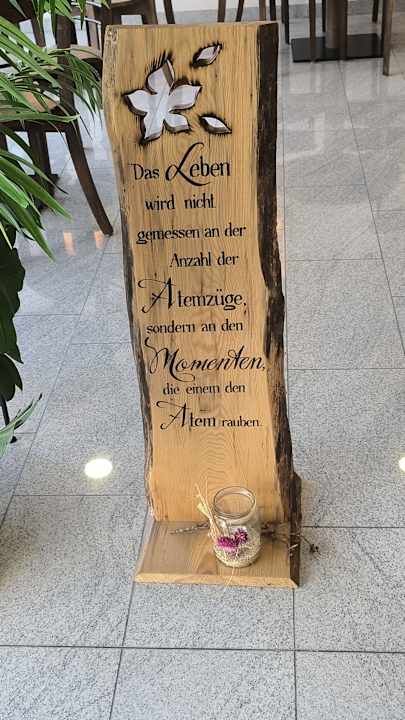 Das Leben
wird nicht
gemessen an der
Anzahl der
Atemzüge,
sondern an den
Momenten,
die einem den
Atem rauben.